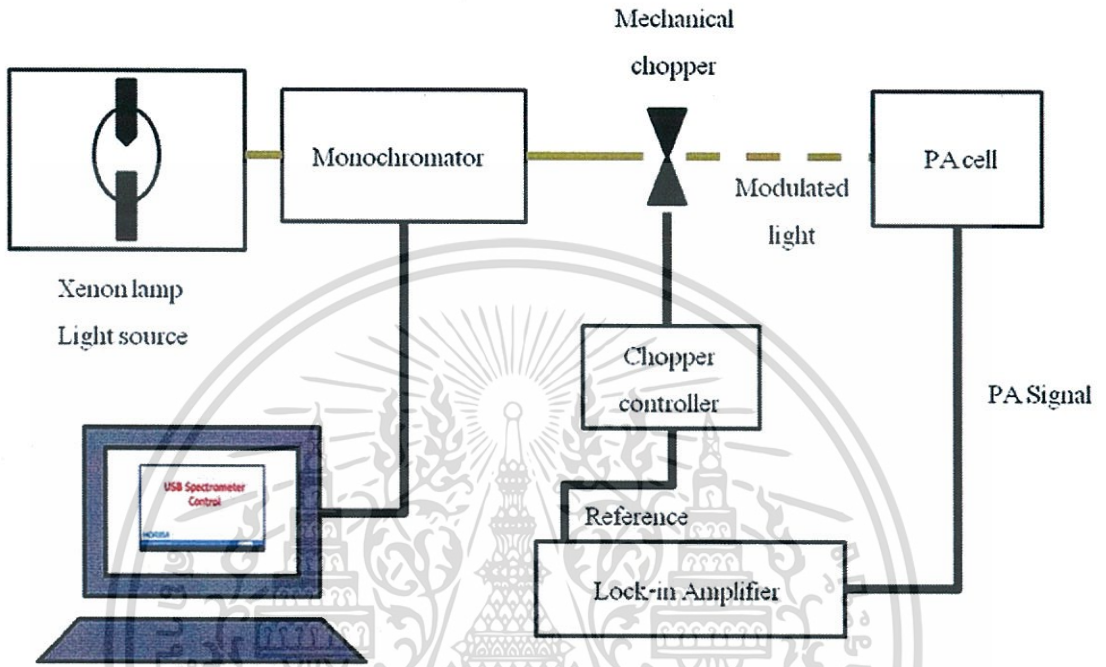 Mechanical
chopper
Monochromator
PA cell
Modulated
light
Xenon lamp
Light source
Chopper
controller
PA Signal
USB Spectrometer
Control
HORIBA
Reference
Lock-in Amplifier